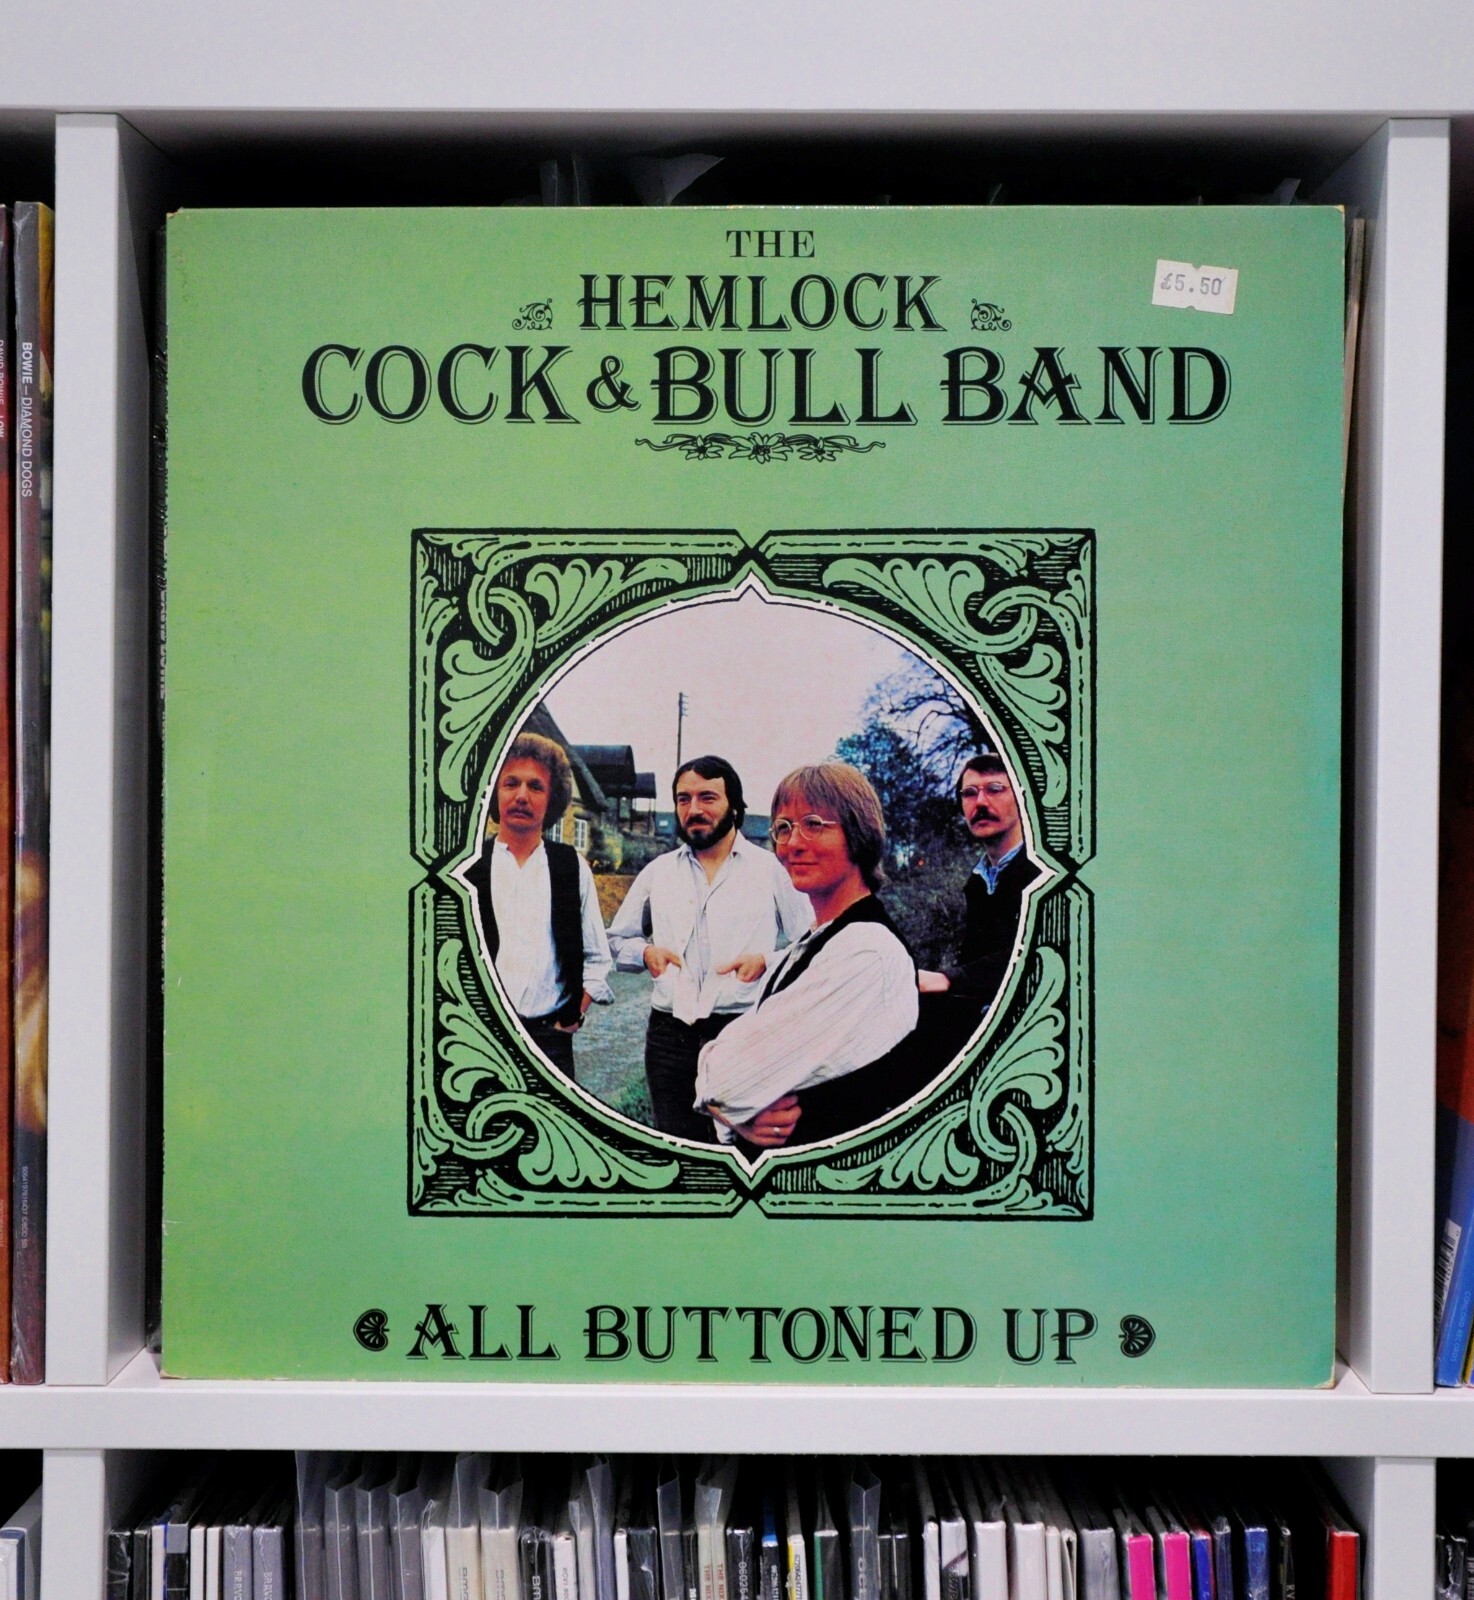 THE
HEMLOCK
COCK & BULL BAND
£5.50
ALL BUTTONED UP
BOWIE – DIAMOND DOGS